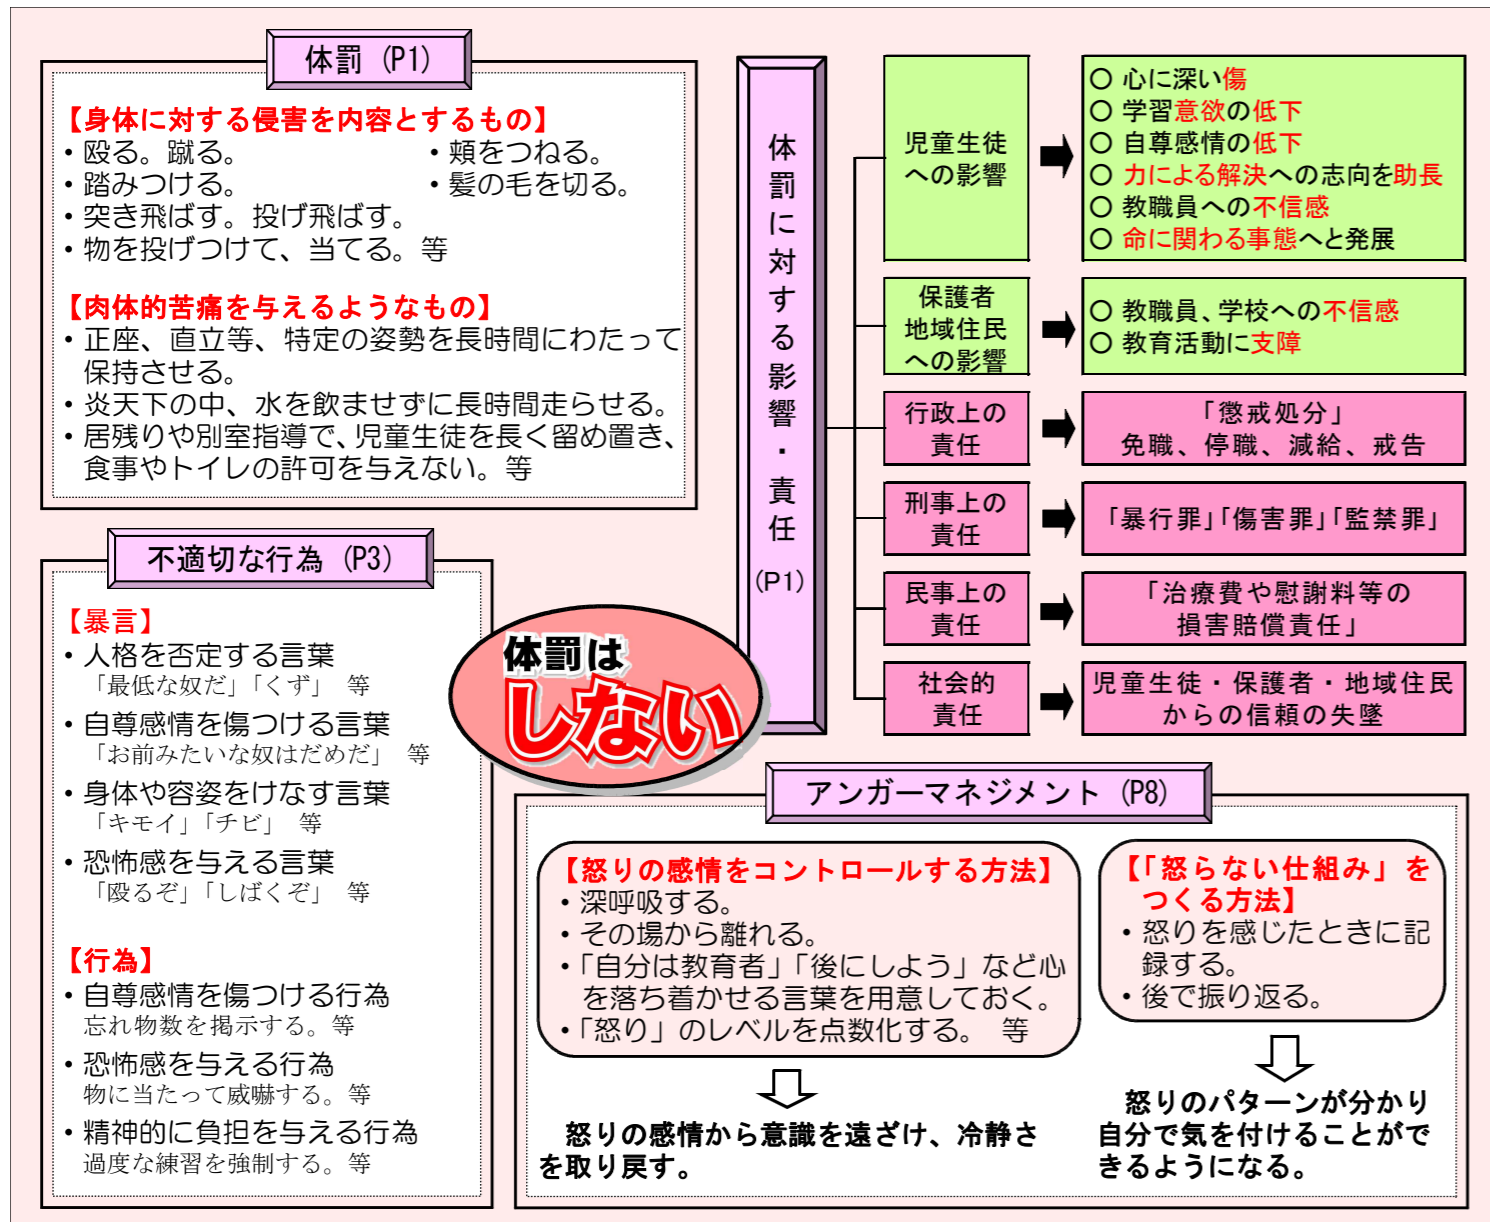 体罰 (P1)
【身体に対する侵害を内容とするもの】
・殴る。蹴る。 ・頬をつねる。
・踏みつける。 ・髪の毛を切る。
・突き飛ばす。投げ飛ばす。
・物を投げつけて、当てる。等
【肉体的苦痛を与えるようなもの】
・正座、直立等、特定の姿勢を長時間にわたって
保持させる。
・炎天下の中、水を飲ませずに長時間走らせる。
・居残りや別室指導で、児童生徒を長く留め置き、
食事やトイレの許可を与えない。等
不適切な行為 (P3)
【暴言】
・人格を否定する言葉
「最低な奴だ」「くず」 等
・自尊感情を傷つける言葉
「お前みたいな奴はだめだ」 等
・身体や容姿をけなす言葉
「キモイ」「チビ」 等
・恐怖感を与える言葉
「殴るぞ」「しばくぞ」 等
【行為】
・自尊感情を傷つける行為
忘れ物数を掲示する。等
・恐怖感を与える行為
物に当たって威嚇する。等
・精神的に負担を与える行為
過度な練習を強制する。等
体罰は
しない
体罰に対する影響・責任
(P1)
児童生徒
への影響
○ 心に深い傷
○ 学習意欲の低下
○ 自尊感情の低下
○ 力による解決への志向を助長
○ 教職員への不信感
○ 命に関わる事態へと発展
保護者
地域住民
への影響
○ 教職員、学校への不信感
○ 教育活動に支障
行政上の
責任
「懲戒処分」
免職、停職、減給、戒告
刑事上の
責任
「暴行罪」「傷害罪」「監禁罪」
民事上の
責任
「治療費や慰謝料等の
損害賠償責任」
社会的
責任
児童生徒・保護者・地域住民
からの信頼の失墜
アンガーマネジメント (P8)
【怒りの感情をコントロールする方法】
・深呼吸する。
・その場から離れる。
・「自分は教育者」「後にしよう」など心
を落ち着かせる言葉を用意しておく。
・「怒り」のレベルを点数化する。 等
怒りの感情から意識を遠ざけ、冷静さ
を取り戻す。
【「怒らない仕組み」を
つくる方法】
・怒りを感じたときに記
録する。
・後で振り返る。
怒りのパターンが分かり
自分で気を付けることがで
きるようになる。